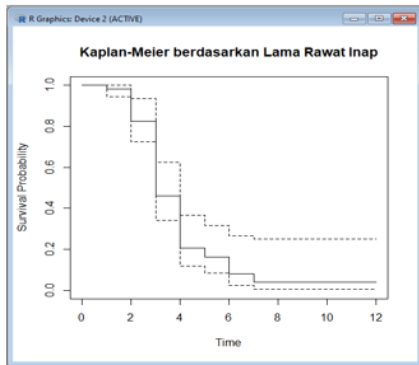 R Graphics: Device 2 (ACTIVE)
Kaplan-Meier berdasarkan Lama Rawat Inap
Survival Probability
1.0
0.8
0.6
0.4
0.2
0.0
0 2 4 6 8 10 12
Time